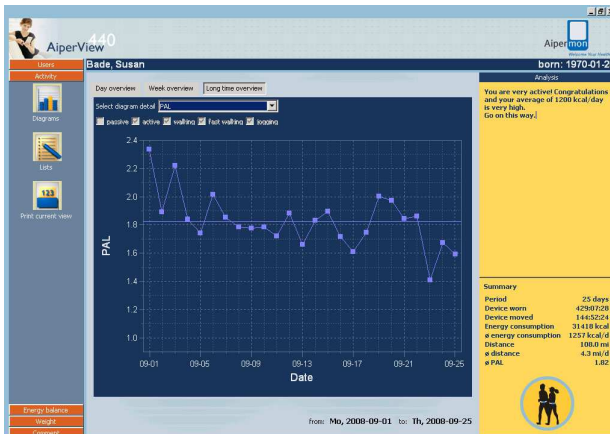 AiperView 440
Aipermon
Welcome Your Health
Users
Bade, Susan
born: 1970-01-2
Activity
Diagrams
Lists
123
Print current view
Day overview
Week overview
Long time overview
Select diagram detail
PAL
passive
active
walking
fast walking
jogging
2.4
2.2
2.0
1.8
1.6
1.4
1.2
1.0
PAL
09-01
09-05
09-09
09-13
09-17
09-21
09-25
Date
from: Mo, 2008-09-01 to: Th, 2008-09-25
Analysis
You are very active! Congratulations
and your average of 1200 kcal/day
is very high.
Go on this way.
Summary
Period 25 days
Device worn 429:07:28
Device moved 144:52:24
Energy consumption 31418 kcal
ø energy consumption 1257 kcal/d
Distance 108.0 mi
ø distance 4.3 mi/d
ø PAL 1.82
Energy balance
Weight
Comment